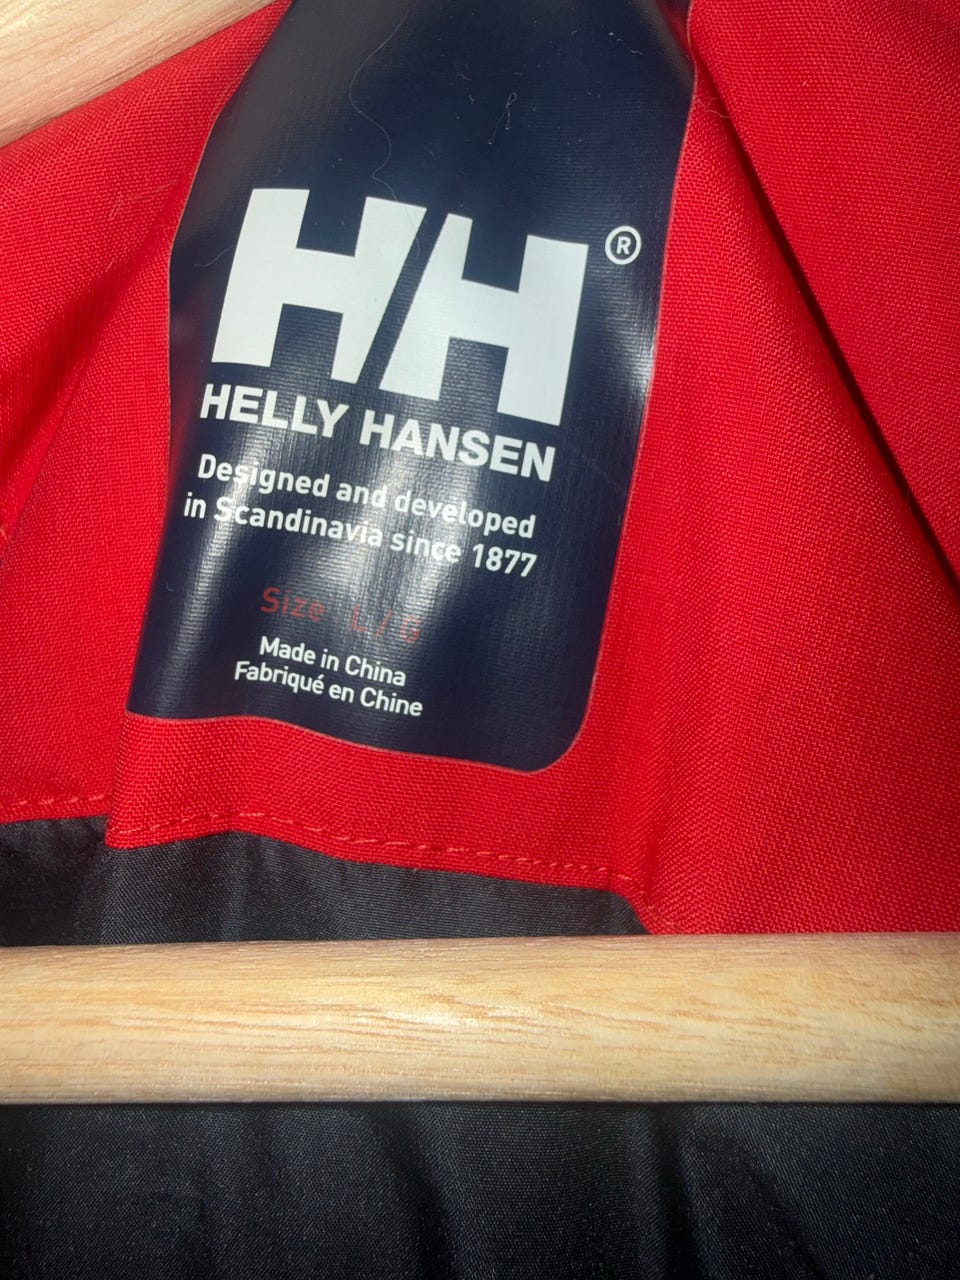 HH®
HELLY HANSEN
Designed and developed
in Scandinavia since 1877
Size L/G
Made in China
Fabriqué en Chine